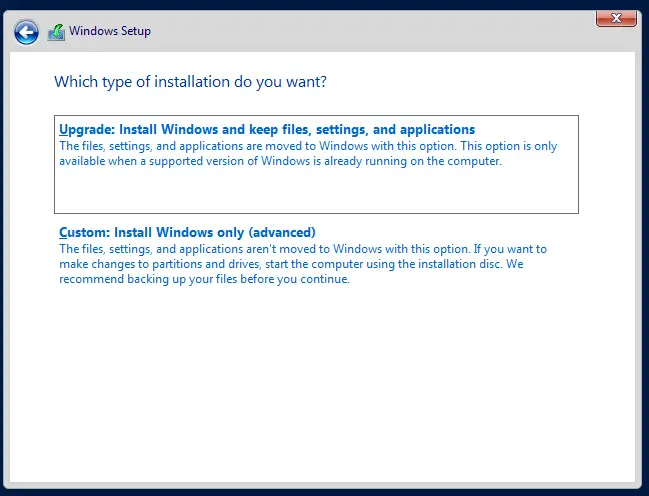 Windows Setup
Which type of installation do you want?
Upgrade: Install Windows and keep files, settings, and applications
The files, settings, and applications are moved to Windows with this option. This option is only
available when a supported version of Windows is already running on the computer.
Custom: Install Windows only (advanced)
The files, settings, and applications aren't moved to Windows with this option. If you want to
make changes to partitions and drives, start the computer using the installation disc. We
recommend backing up your files before you continue.